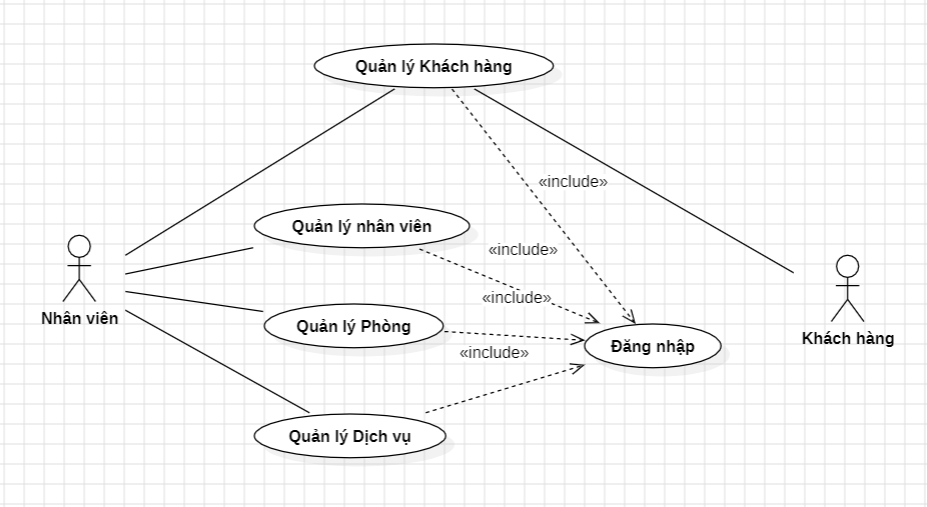 Quản lý Khách hàng
«include»
Quản lý nhân viên
«include»
«include»
Nhân viên
Quản lý Phòng
Khách hàng
Đăng nhập
«include»
Quản lý Dịch vụ